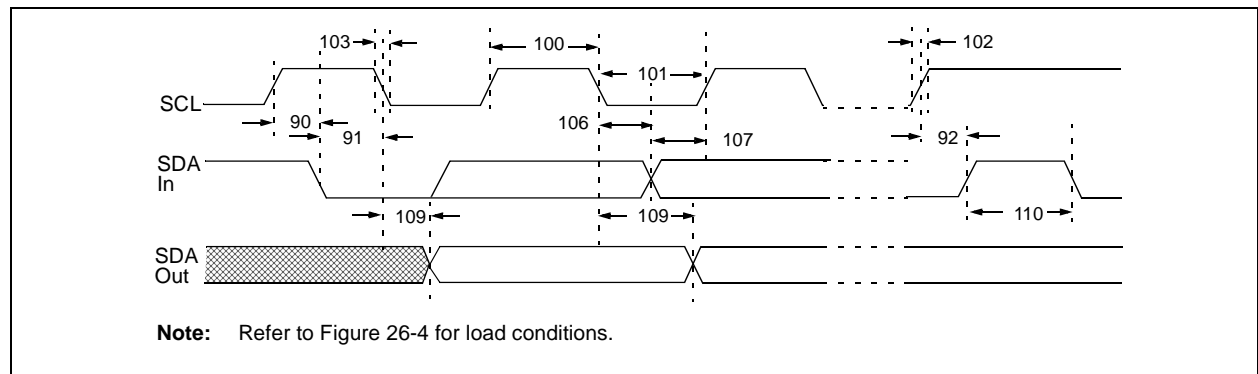 103 100 102
101
SCL
90 106 92
91 107
SDA
In
109 109 110
SDA
Out
Note: Refer to Figure 26-4 for load conditions.